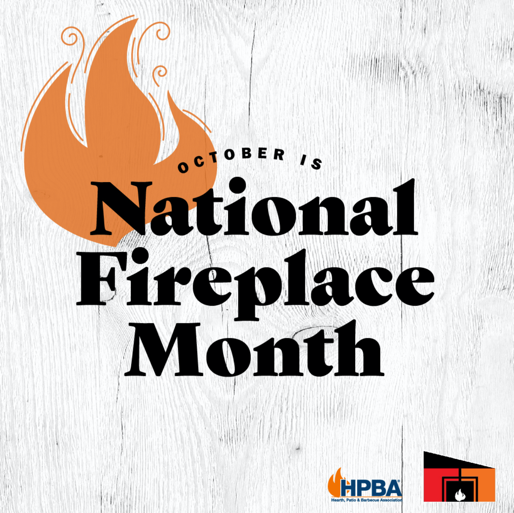 OCTOBER IS
National
Fireplace
Month
HPBA
Hearth, Patio & Barbecue Association